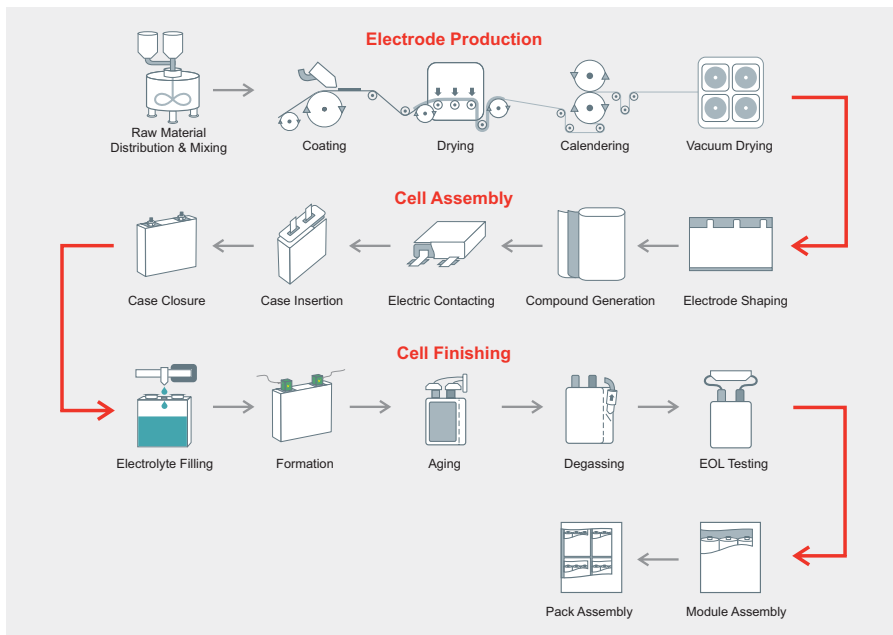 Electrode Production
Raw Material
Distribution & Mixing
Coating
Drying
Calendering
Vacuum Drying
Cell Assembly
Case Closure
Case Insertion
Electric Contacting
Compound Generation
Electrode Shaping
Cell Finishing
Electrolyte Filling
Formation
Aging
Degassing
EOL Testing
Pack Assembly
Module Assembly